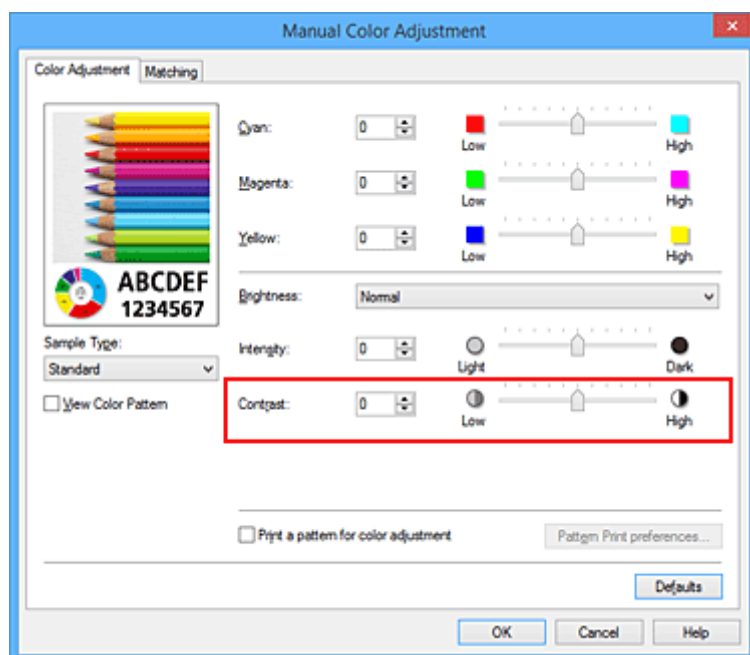 Manual Color Adjustment
Color Adjustment
Matching
Cyan:
0
Low
High
Magenta:
0
Low
High
Yellow:
0
Low
High
ABCDEF
1234567
Brightness:
Normal
Sample Type:
Standard
Intensity:
0
Light
Dark
View Color Pattern
Contrast:
0
Low
High
Print a pattern for color adjustment
Pattern Print preferences...
Defaults
OK
Cancel
Help